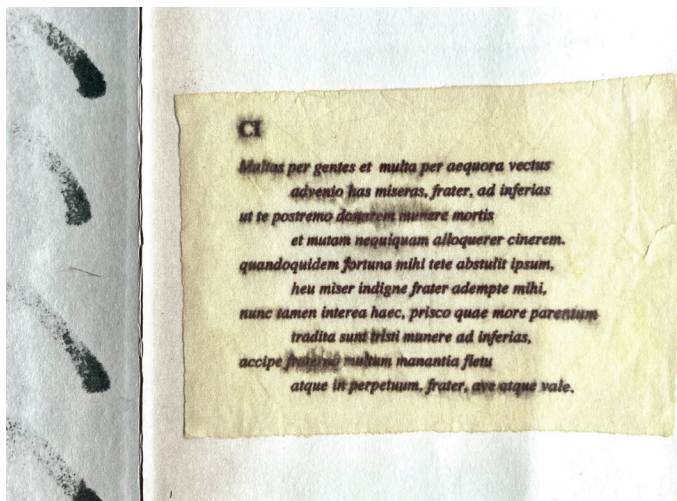 CI
Multas per gentes et multa per aequora vectus
advenio has miseras, frater, ad inferias
ut te postremo donarem munere mortis
et mutam nequiquam alloquerer cinerem.
quandoquidem fortuna mihi tete abstulit ipsum,
heu miser indigne frater adempte mihi,
nunc tamen interea haec, prisco quae more parentum
tradita sunt tristi munere ad inferias,
accipe fraterno multum manantia fletu
atque in perpetuum, frater, ave atque vale.